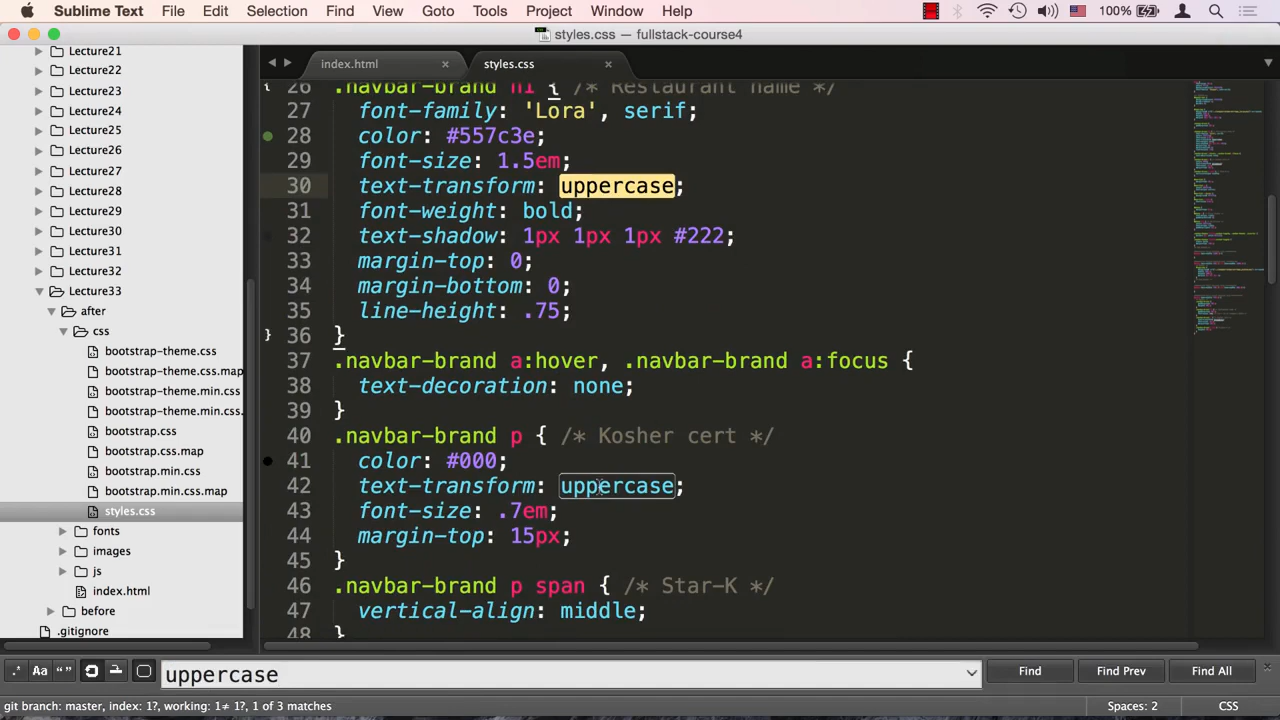 Sublime Text File Edit Selection Find View Goto Tools Project Window Help 100%
styles.css — fullstack-course4
Lecture21
Lecture22
Lecture23
Lecture24
Lecture25
Lecture26
Lecture27
Lecture28
Lecture29
Lecture30
Lecture31
Lecture32
Lecture33
after
css
bootstrap-theme.css
bootstrap-theme.css.map
bootstrap-theme.min.css
bootstrap-theme.min.css.
bootstrap.css
bootstrap.css.map
bootstrap.min.css
bootstrap.min.css.map
styles.css
fonts
images
js
index.html
before
.gitignore
index.html × styles.css ×
26 .navbar-brand h1 { /* Restaurant name */
27 font-family: 'Lora', serif;
28 color: #557c3e;
29 font-size: 1.5em;
30 text-transform: uppercase;
31 font-weight: bold;
32 text-shadow: 1px 1px 1px #222;
33 margin-top: 0;
34 margin-bottom: 0;
35 line-height: .75;
36 }
37 .navbar-brand a:hover, .navbar-brand a:focus {
38 text-decoration: none;
39 }
40 .navbar-brand p { /* Kosher cert */
41 color: #000;
42 text-transform: uppercase;
43 font-size: .7em;
44 margin-top: 15px;
45 }
46 .navbar-brand p span { /* Star-K */
47 vertical-align: middle;
48 }
.* Aa “” uppercase Find Find Prev Find All ×
git branch: master, index: 1?, working: 1≠ 1?, 1 of 3 matches Spaces: 2 CSS